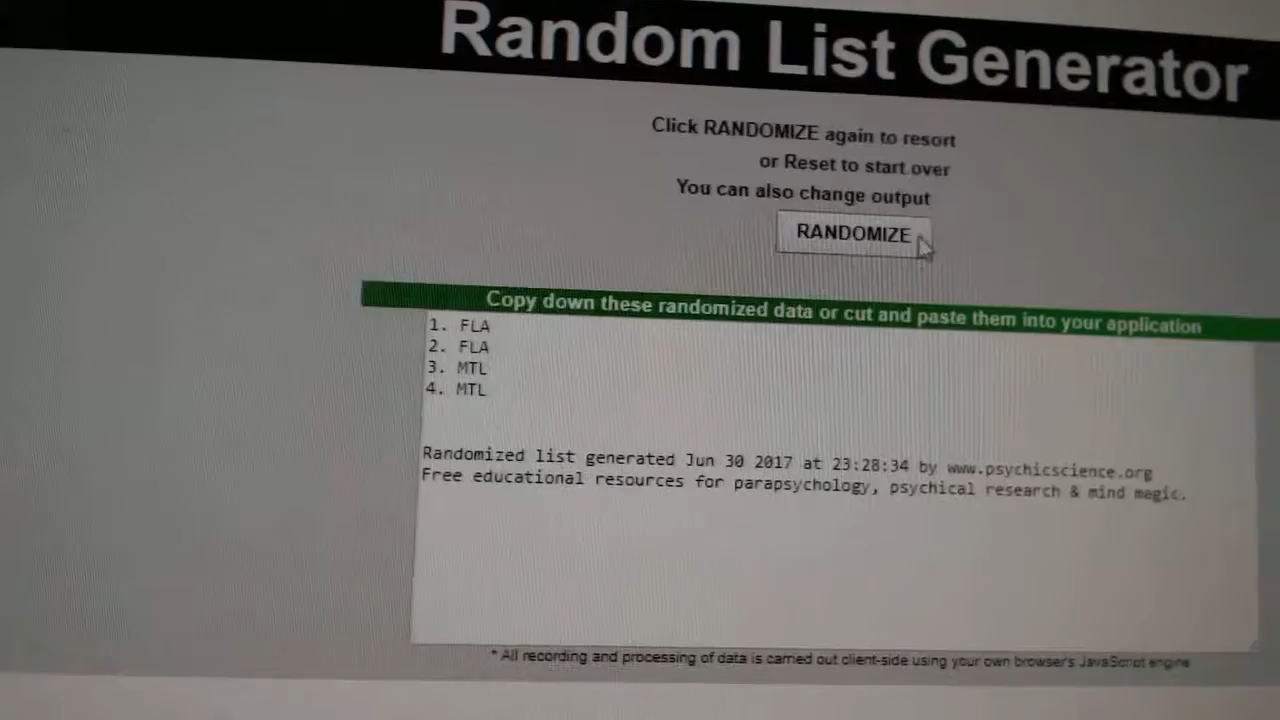 Random List Generator
Click RANDOMIZE again to resort
or Reset to start over
You can also change output
RANDOMIZE
Copy down these randomized data or cut and paste them into your application
1. FLA
2. FLA
3. MTL
4. MTL
Randomized list generated Jun 30 2017 at 23:28:34 by www.psychicscience.org
Free educational resources for parapsychology, psychical research & mind magic.
* All recording and processing of data is carried out client-side using your own browser's JavaScript engine